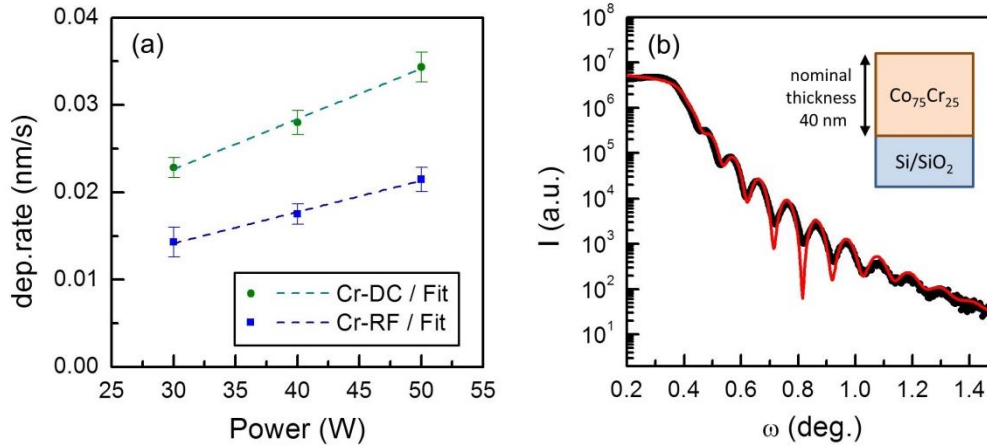 (a)
0.04
0.03
0.02
0.01
0.00
dep.rate (nm/s)
Cr-DC / Fit
Cr-RF / Fit
25 30 35 40 45 50 55
Power (W)
(b)
10⁸
10⁷
10⁶
10⁵
10⁴
10³
10²
10¹
I (a.u.)
nominal
thickness
40 nm
Co₇₅Cr₂₅
Si/SiO₂
0.2 0.4 0.6 0.8 1.0 1.2 1.4
ω (deg.)